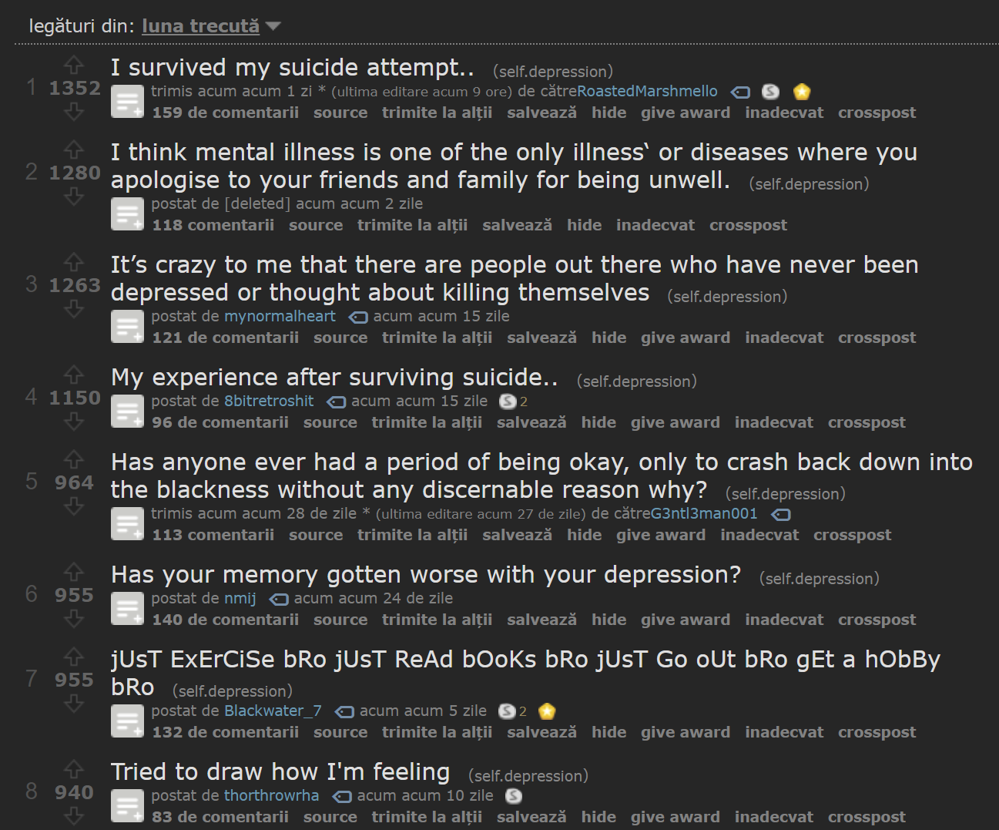 legături din: luna trecută
I survived my suicide attempt.. (self.depression)
1 1352
trimis acum acum 1 zi * (ultima editare acum 9 ore) de cătreRoastedMarshmello
159 de comentarii source trimite la alții salvează hide give award inadecvat crosspost
I think mental illness is one of the only illness‘ or diseases where you
2 1280
apologise to your friends and family for being unwell. (self.depression)
postat de [deleted] acum acum 2 zile
118 comentarii source trimite la alții salvează hide inadecvat crosspost
It’s crazy to me that there are people out there who have never been
3 1263
depressed or thought about killing themselves (self.depression)
postat de mynormalheart acum acum 15 zile
121 de comentarii source trimite la alții salvează hide give award inadecvat crosspost
My experience after surviving suicide.. (self.depression)
4 1150
postat de 8bitretroshit acum acum 15 zile S 2
96 de comentarii source trimite la alții salvează hide give award inadecvat crosspost
Has anyone ever had a period of being okay, only to crash back down into
5 964
the blackness without any discernable reason why? (self.depression)
trimis acum acum 28 de zile * (ultima editare acum 27 de zile) de cătreG3ntl3man001
113 comentarii source trimite la alții salvează hide give award inadecvat crosspost
Has your memory gotten worse with your depression? (self.depression)
6 955
postat de nmij acum acum 24 de zile
140 de comentarii source trimite la alții salvează hide give award inadecvat crosspost
jUsT ExErCiSe bRo jUsT ReAd bOoKs bRo jUsT Go oUt bRo gEt a hObBy
7 955
bRo (self.depression)
postat de Blackwater_7 acum acum 5 zile S 2
132 de comentarii source trimite la alții salvează hide give award inadecvat crosspost
Tried to draw how I'm feeling (self.depression)
8 940
postat de thorthrowrha acum acum 10 zile S
83 de comentarii source trimite la alții salvează hide give award inadecvat crosspost